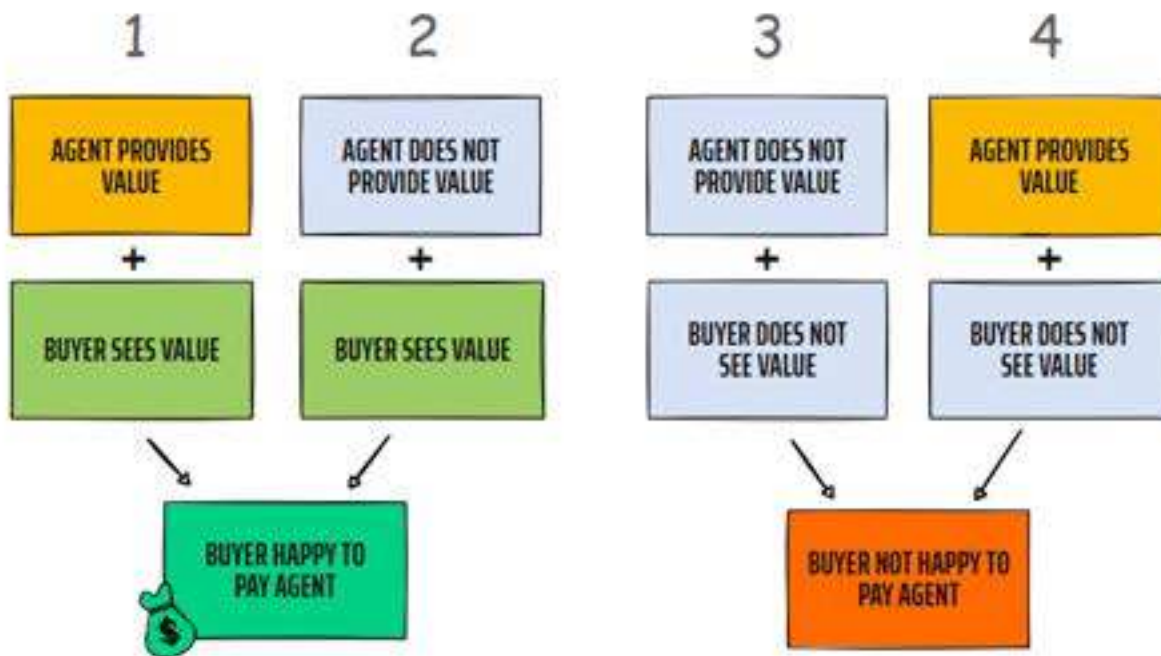 1
2
3
4
AGENT PROVIDES
VALUE
AGENT DOES NOT
PROVIDE VALUE
AGENT DOES NOT
PROVIDE VALUE
AGENT PROVIDES
VALUE
+
+
+
+
BUYER SEES VALUE
BUYER SEES VALUE
BUYER DOES NOT
SEE VALUE
BUYER DOES NOT
SEE VALUE
BUYER HAPPY TO
PAY AGENT
$
BUYER NOT HAPPY TO
PAY AGENT